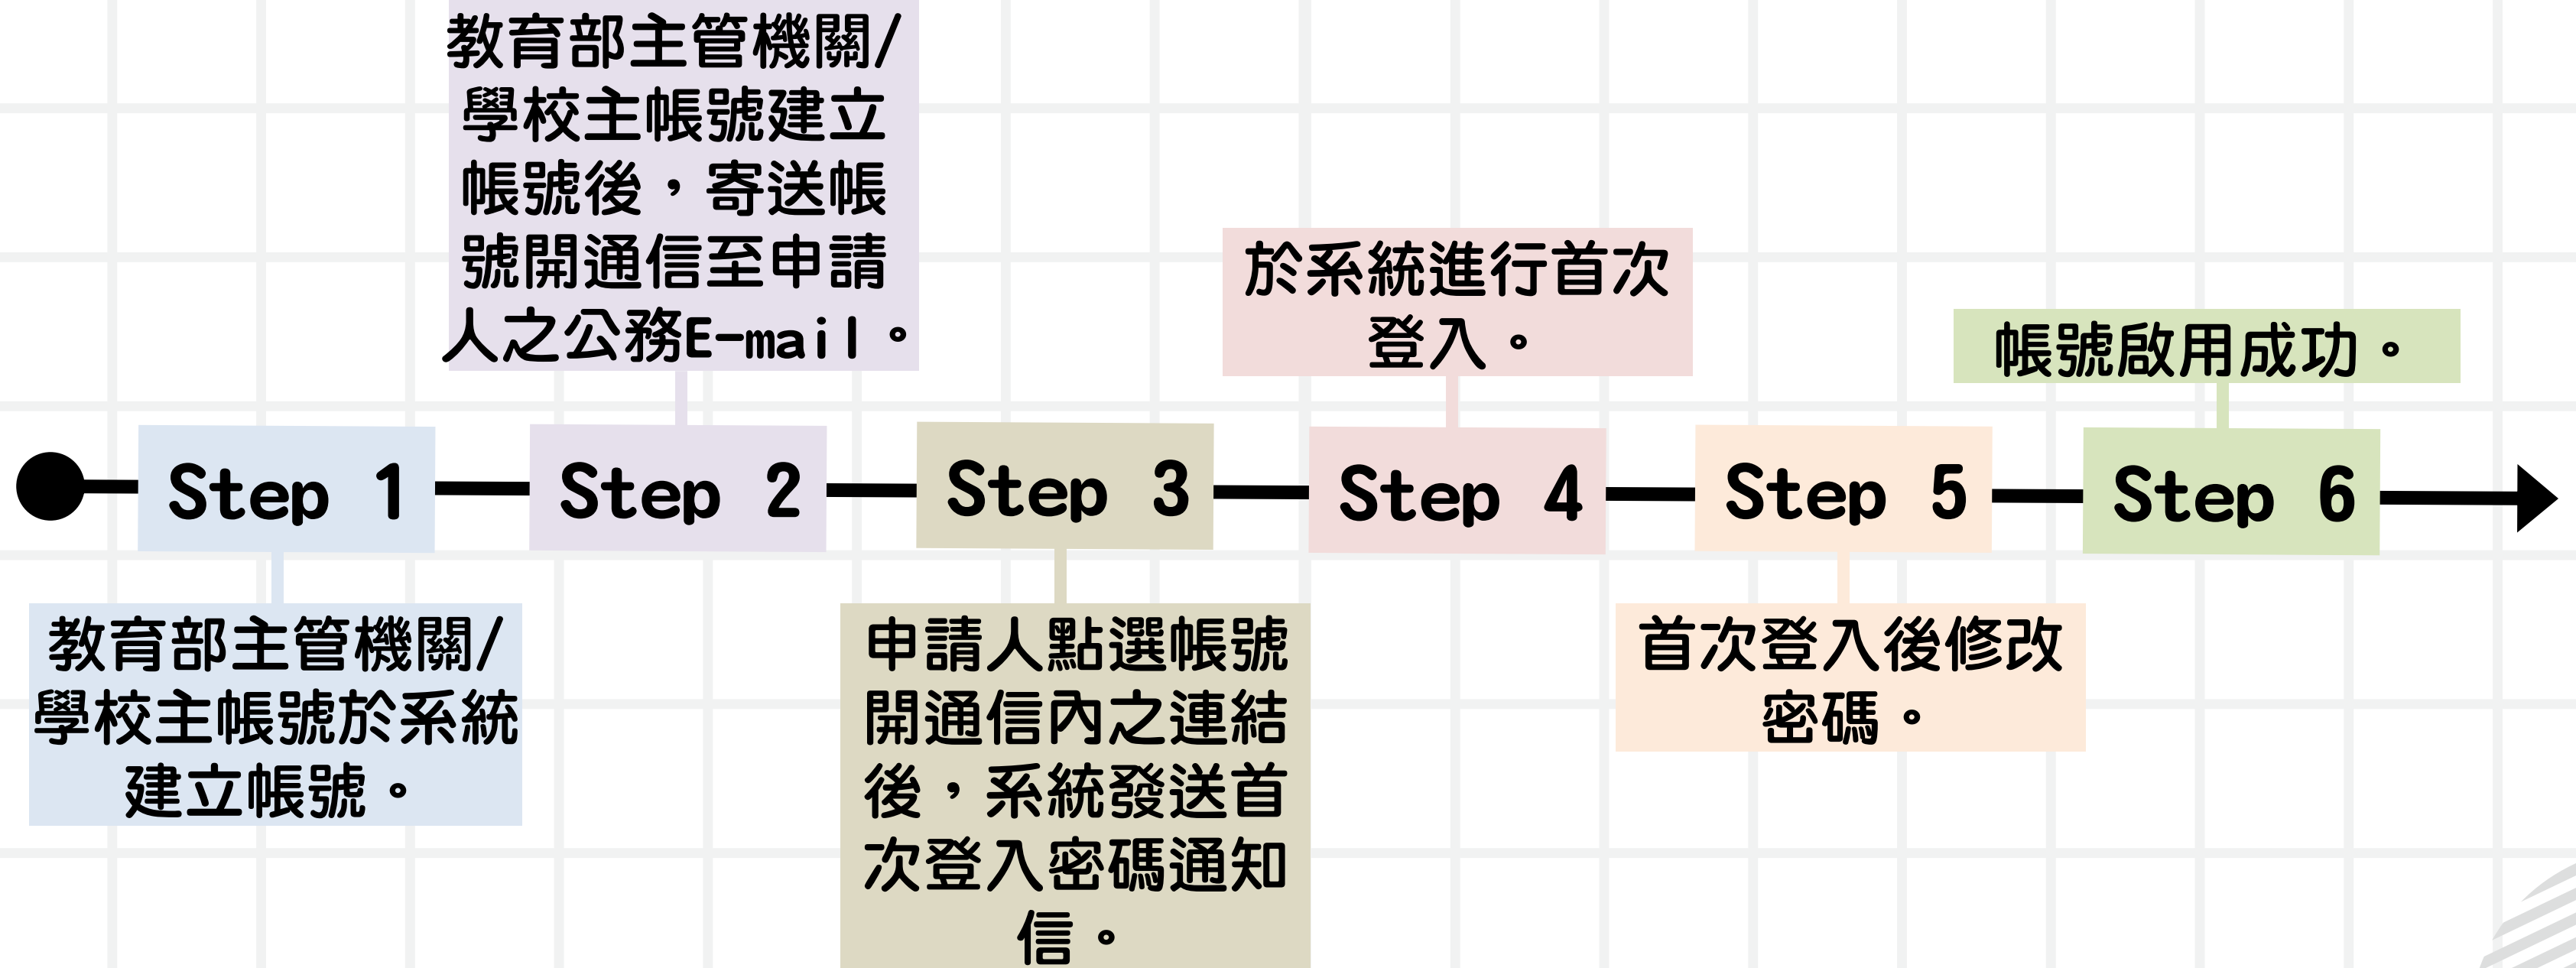 教育部主管機關/
學校主帳號建立
帳號後，寄送帳
號開通信至申請
人之公務E-mail。
於系統進行首次
登入。
帳號啟用成功。
Step 1
Step 2
Step 3
Step 4
Step 5
Step 6
教育部主管機關/
學校主帳號於系統
建立帳號。
申請人點選帳號
開通信內之連結
後，系統發送首
次登入密碼通知
信。
首次登入後修改
密碼。